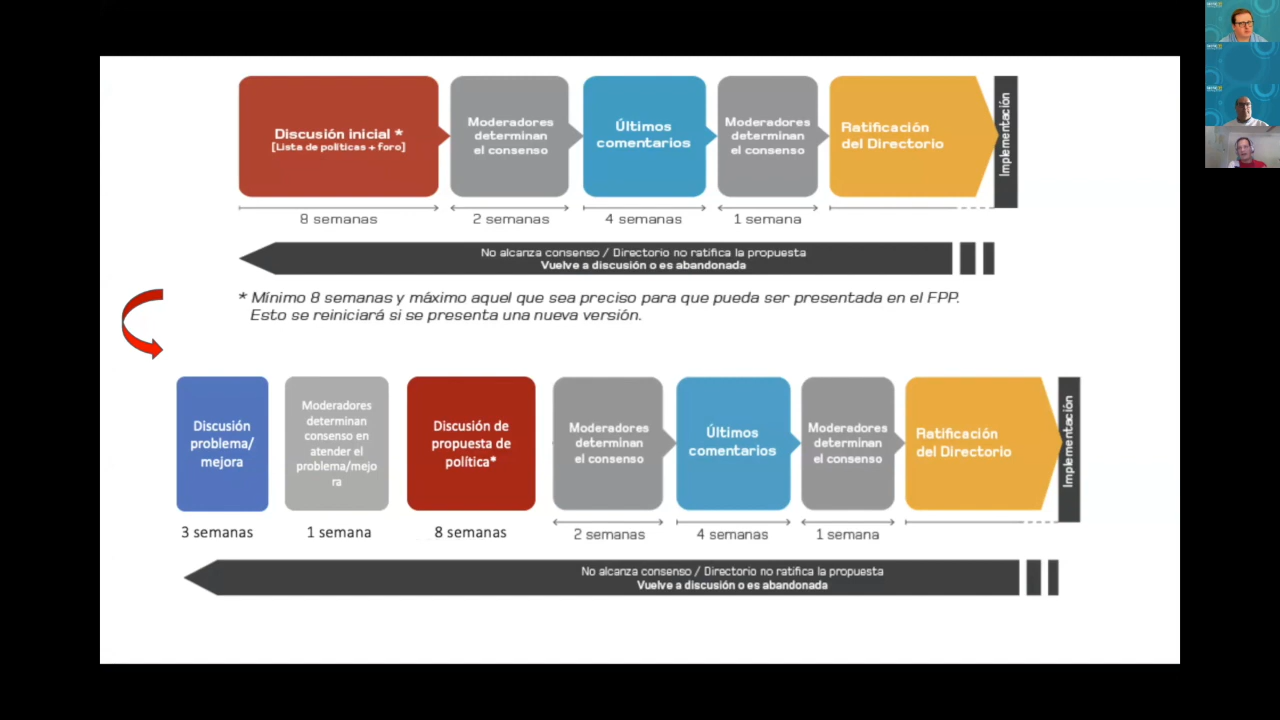 Discusión inicial *
[Lista de políticas + foro]
Moderadores
determinan
el consenso
Últimos
comentarios
Moderadores
determinan
el consenso
Ratificación
del Directorio
Implementación
8 semanas
2 semanas
4 semanas
1 semana
No alcanza consenso / Directorio no ratifica la propuesta
Vuelve a discusión o es abandonada
* Mínimo 8 semanas y máximo aquel que sea preciso para que pueda ser presentada en el FPP.
Esto se reiniciará si se presenta una nueva versión.
Discusión
problema/
mejora
Moderadores
determinan
consenso en
atender el
problema/mejo
ra
Discusión de
propuesta de
política*
Moderadores
determinan
el consenso
Últimos
comentarios
Moderadores
determinan
el consenso
Ratificación
del Directorio
Implementación
3 semanas
1 semana
8 semanas
2 semanas
4 semanas
1 semana
No alcanza consenso / Directorio no ratifica la propuesta
Vuelve a discusión o es abandonada